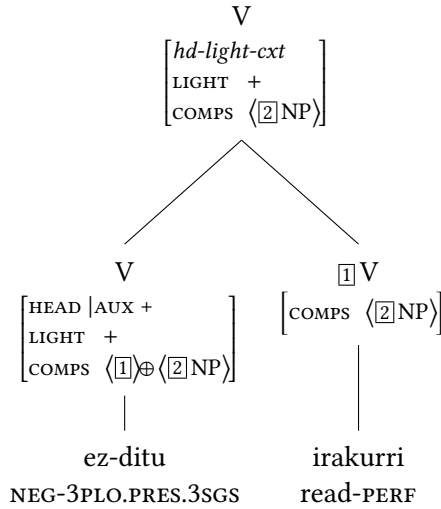 V
hd-light-cxt
LIGHT +
COMPS ⟨[2]NP⟩
V
[1]V
HEAD |AUX +
LIGHT +
COMPS ⟨[1]⟩⊕⟨[2]NP⟩
COMPS ⟨[2]NP⟩
ez-ditu
irakurri
NEG-3PLO.PRES.3SGS
read-PERF